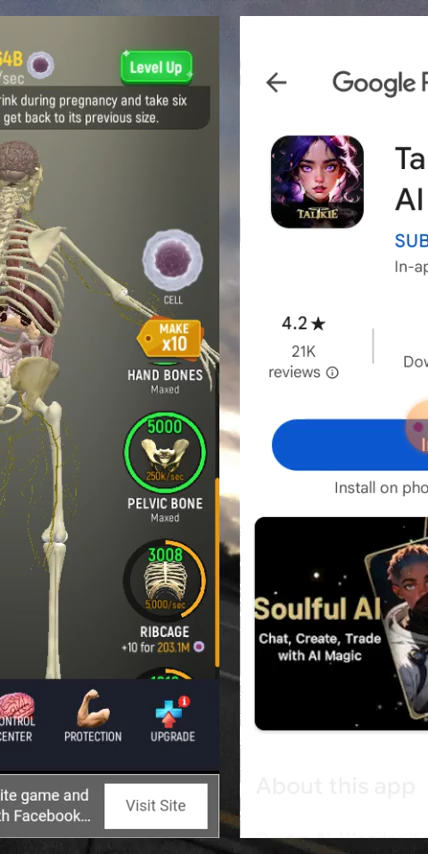 64B
/sec
Level Up
rink during pregnancy and take six
get back to its previous size.
CELL
MAKE
x10
HAND BONES
Maxed
5000
250k/sec
PELVIC BONE
Maxed
3008
5,000/sec
RIBCAGE
+10 for 203.1M
CENTER
PROTECTION
UPGRADE
ite game and
h Facebook...
Visit Site
Google P
Ta
AI
SUB
In-ap
TALKIE
4.2★
21K
reviews
Dow
In
Install on pho
Soulful AI
Chat, Create, Trade
with AI Magic
About this app